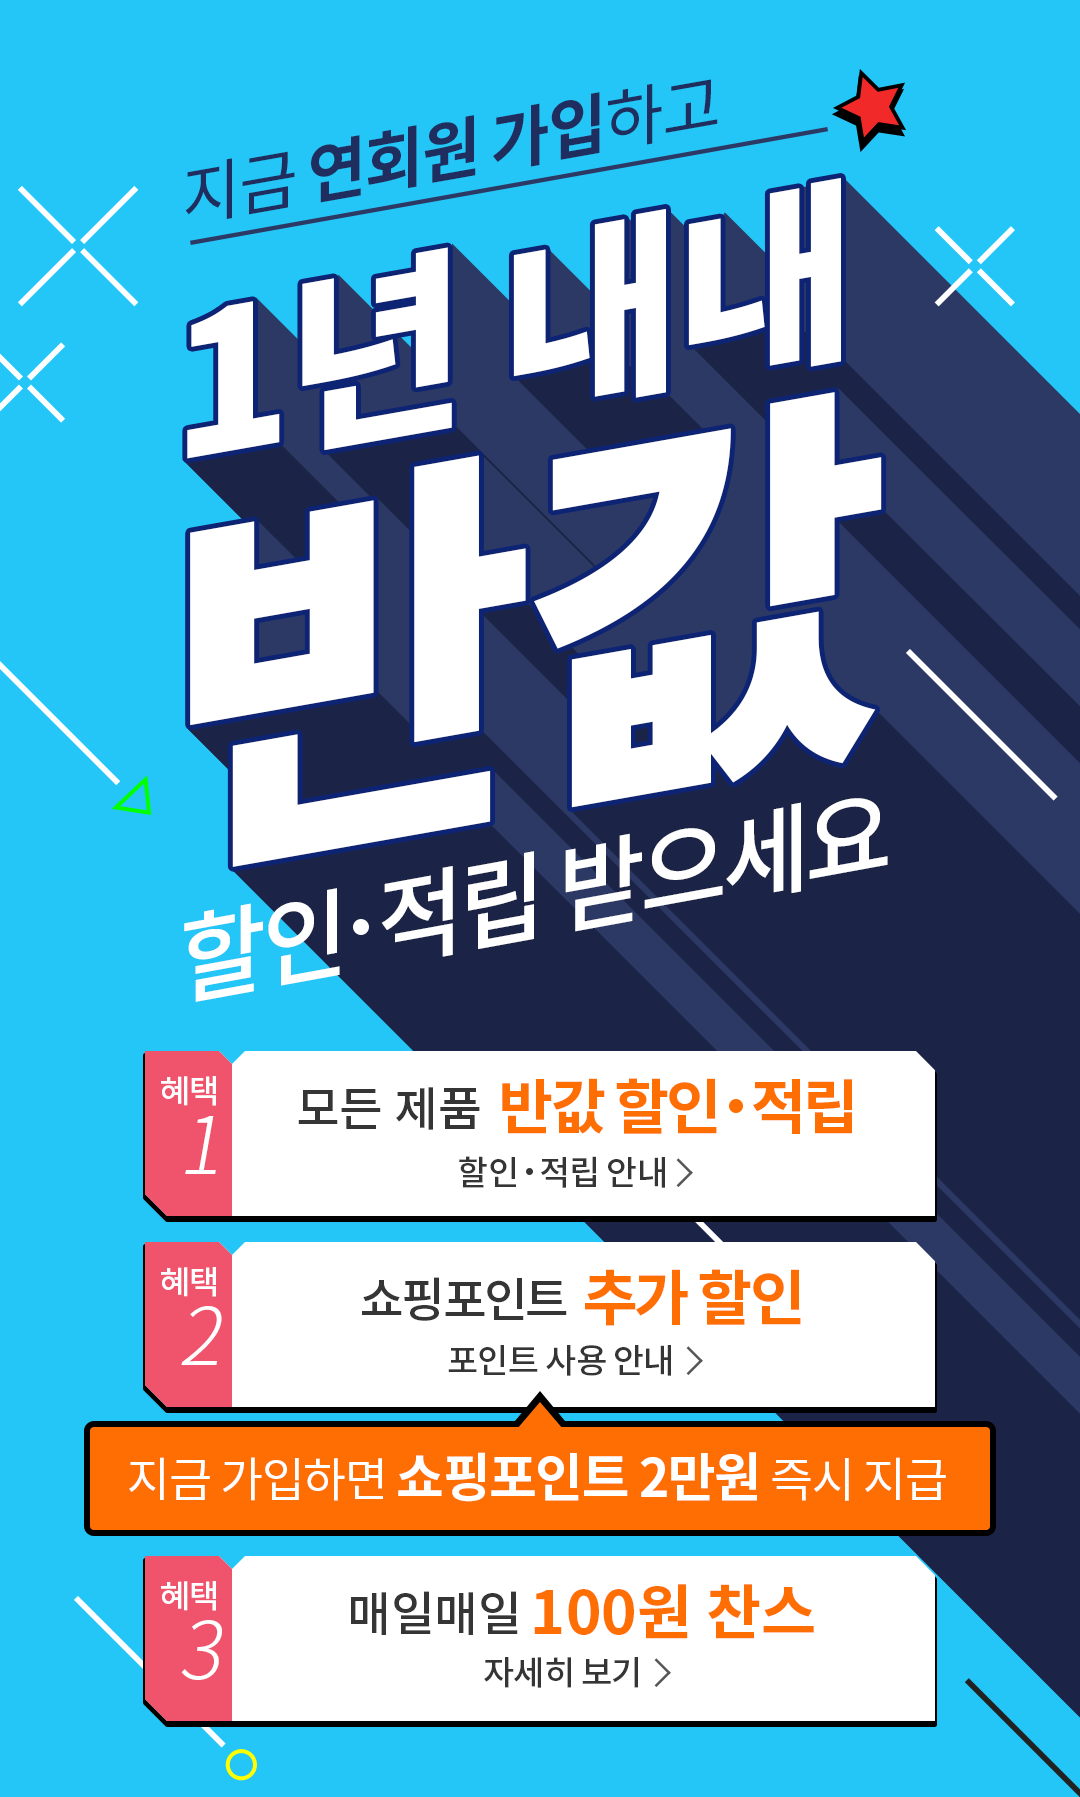 지금 연회원 가입하고
1년 내내
반값
할인·적립 받으세요
혜택
1
모든 제품 반값 할인·적립
할인·적립 안내 >
혜택
2
쇼핑포인트 추가 할인
포인트 사용 안내 >
지금 가입하면 쇼핑포인트 2만원 즉시 지급
혜택
3
매일매일 100원 찬스
자세히 보기 >